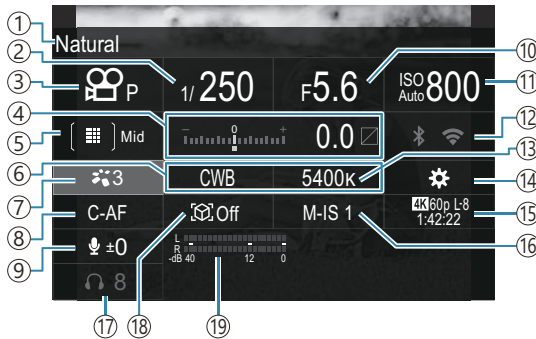 ① Natural
② ③ P 1/250 F5.6 ISO Auto 800 ⑩ ⑪
④ ⑤ Mid − 0 + 0.0 ⑫
⑥ ⑦ 3 CWB 5400K ⑬ ⑭
⑧ C-AF Off M-IS 1 4K 60p L-8 1:42:22 ⑮ ⑯
⑨ ±0 L R -dB 40 12 0
8
⑰ ⑱ ⑲